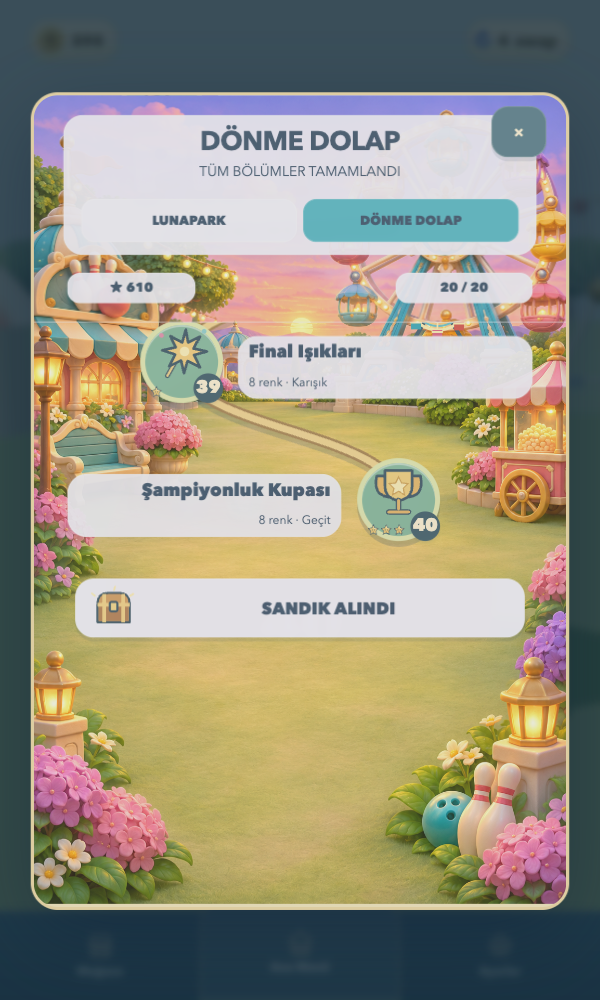 DÖNME DOLAP
×
TÜM BÖLÜMLER TAMAMLANDI
LUNAPARK
DÖNME DOLAP
★ 610
20 / 20
Final Işıkları
8 renk · Karışık
39
Şampiyonluk Kupası
8 renk · Geçit
40
SANDIK ALINDI